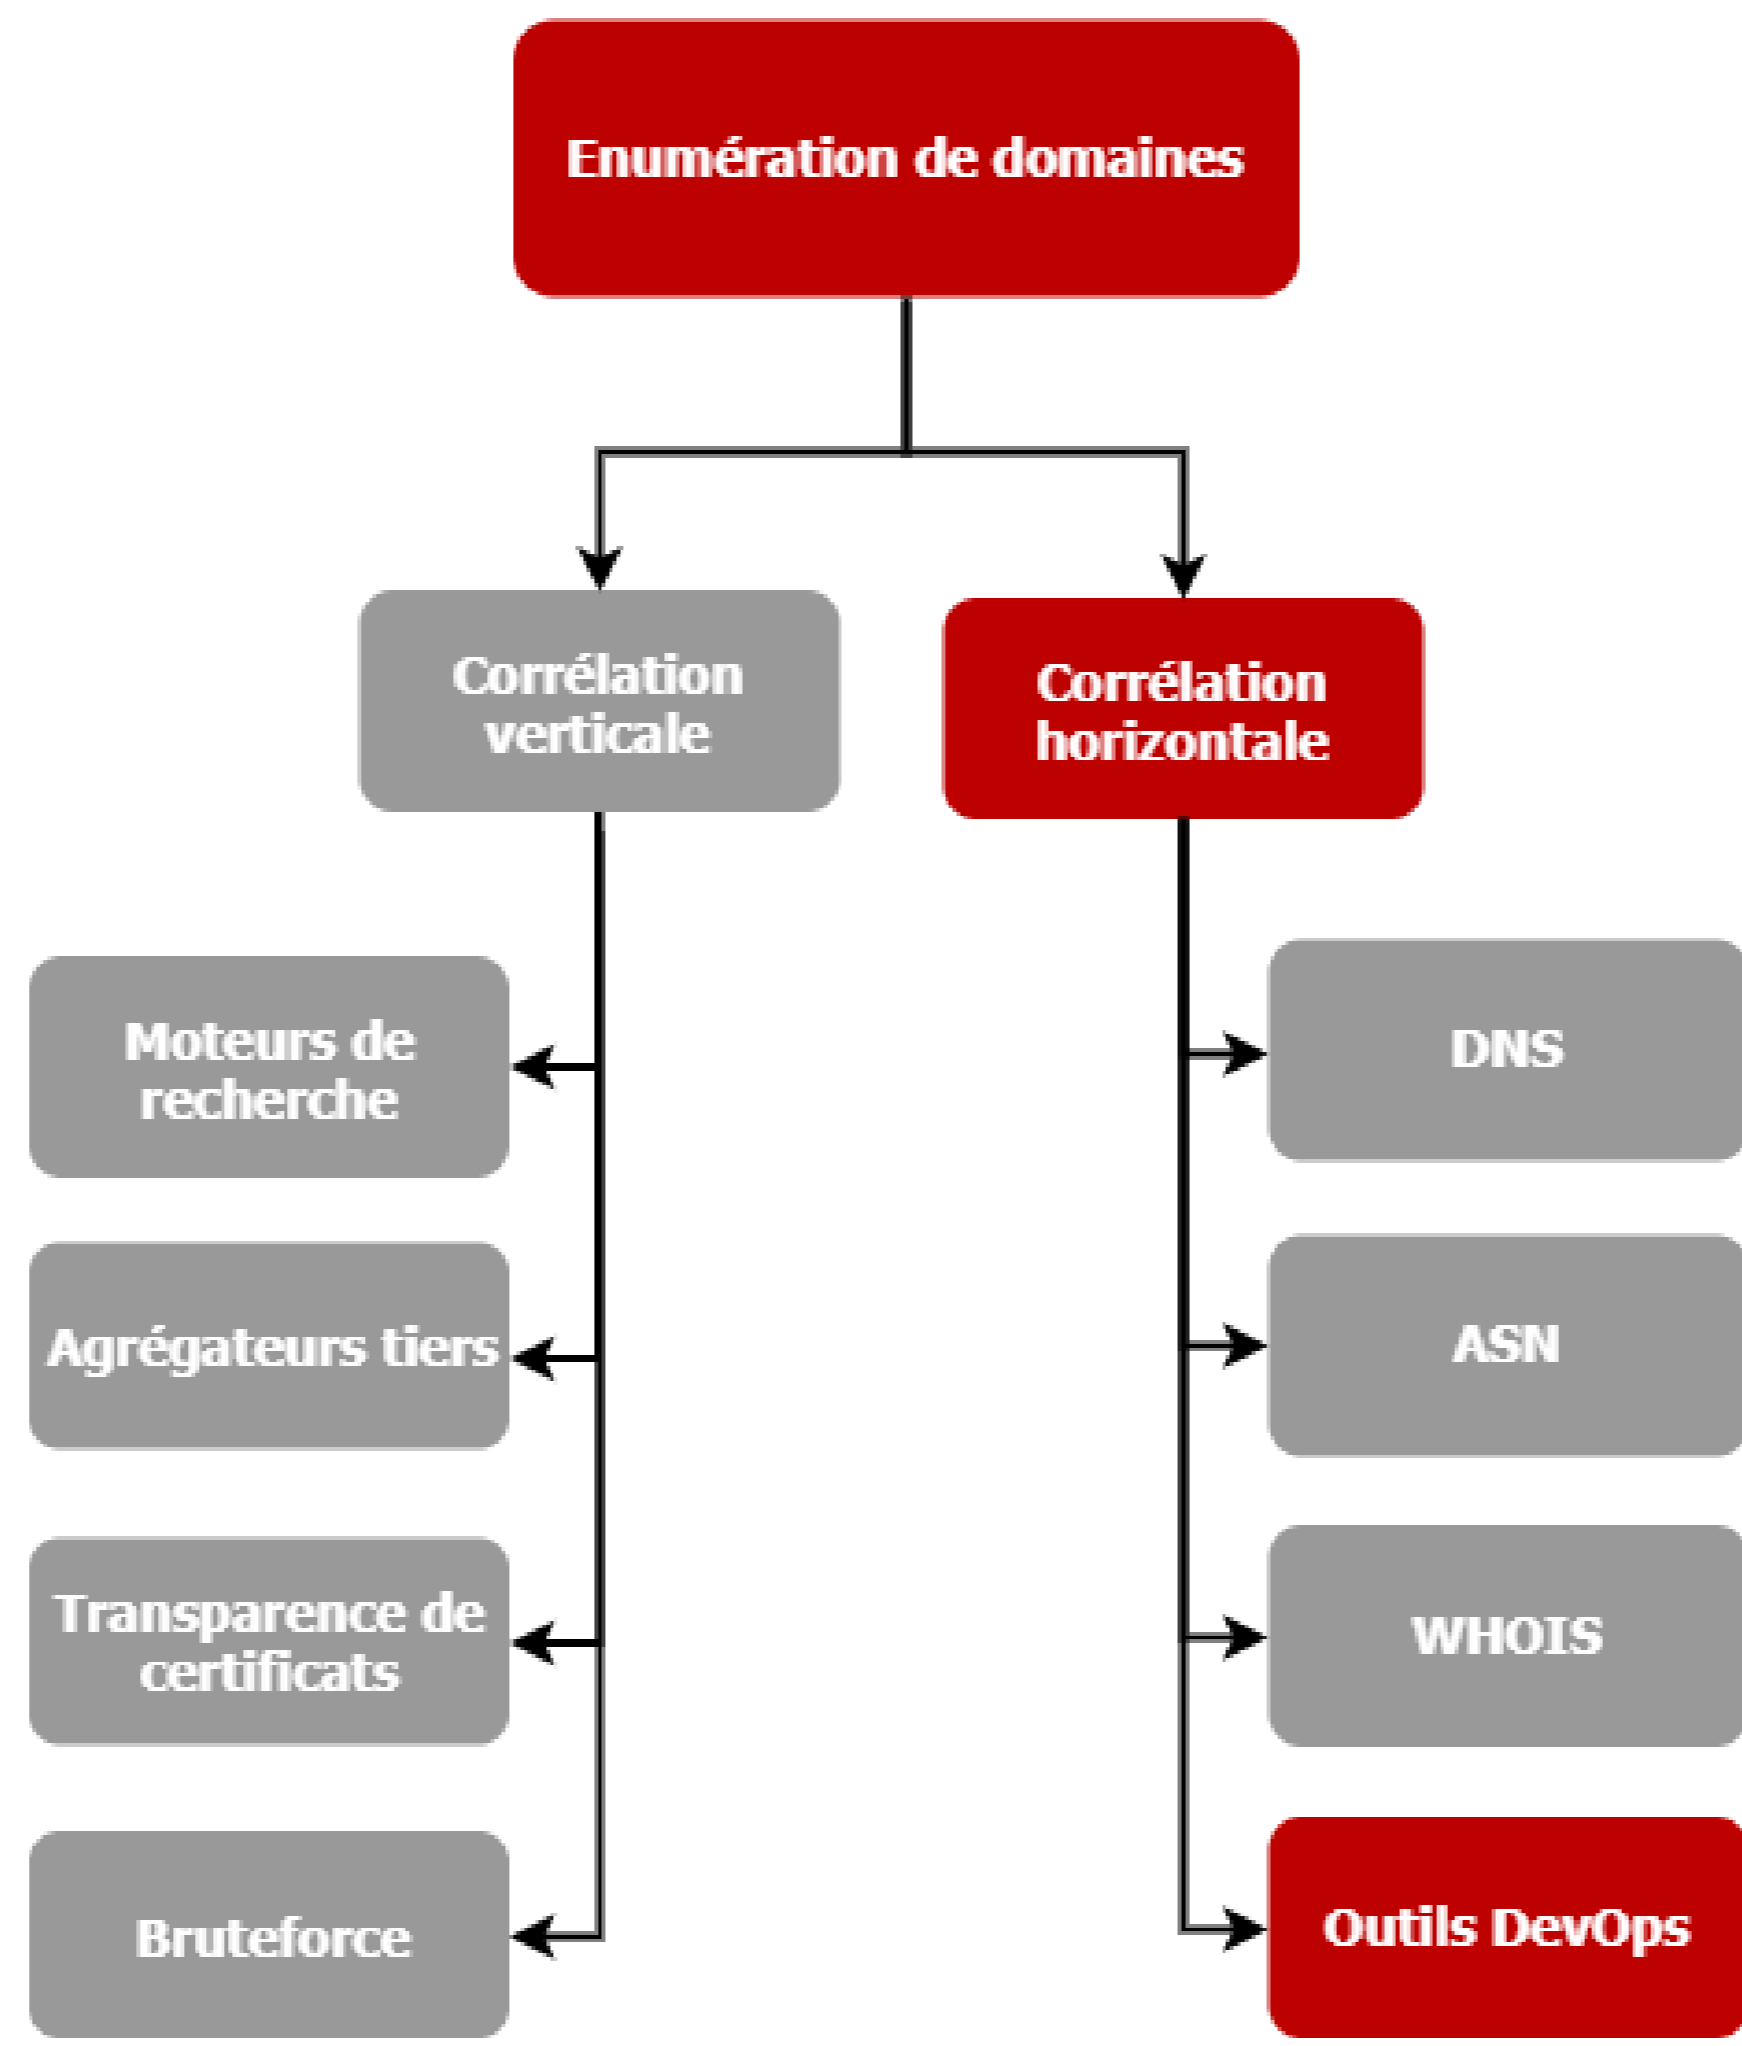 Enumération de domaines
Corrélation
verticale
Corrélation
horizontale
Moteurs de
recherche
Agrégateurs tiers
Transparence de
certificats
Bruteforce
DNS
ASN
WHOIS
Outils DevOps